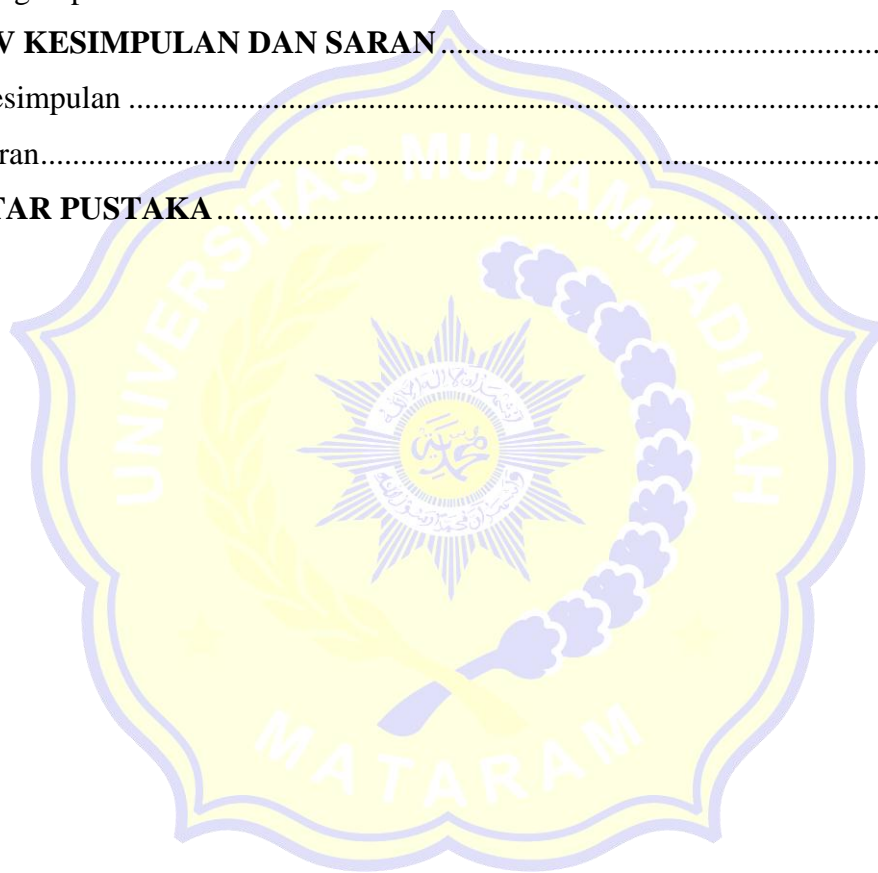 V KESIMPULAN DAN SARAN ........................................................
esimpulan ...............................................................................................
ran..........................................................................................................
TAR PUSTAKA ...................................................................................
UNIVERSITAS MUHAMMADIYAH
MATARAM